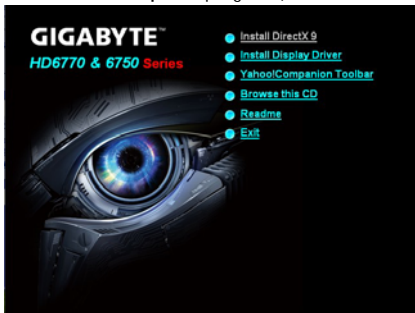 GIGABYTE™
HD6770 & 6750 Series
Install DirectX 9
Install Display Driver
Yahoo!Companion Toolbar
Browse this CD
Readme
Exit